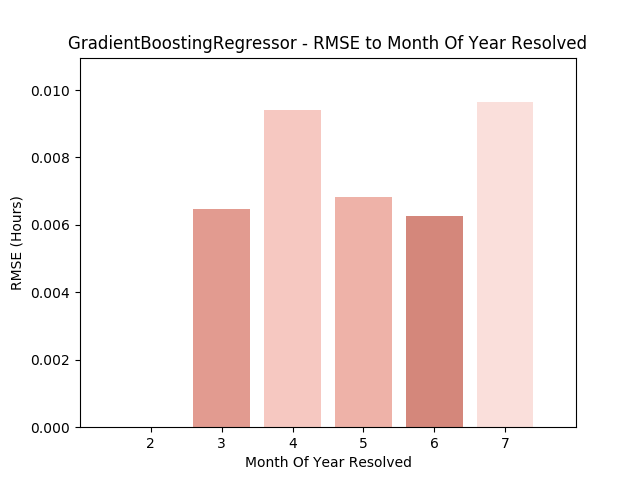 GradientBoostingRegressor - RMSE to Month Of Year Resolved
0.010
0.008
0.006
0.004
0.002
0.000
RMSE (Hours)
2 3 4 5 6 7
Month Of Year Resolved